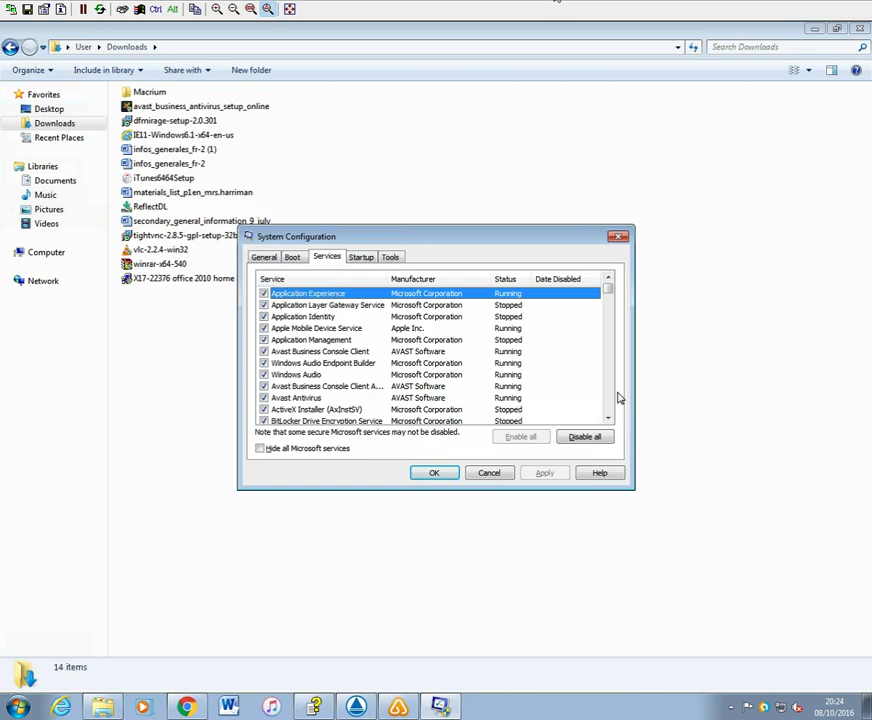 Ctrl Alt
User Downloads
Search Downloads
Organize Include in library Share with New folder
Favorites
Desktop
Downloads
Recent Places
Libraries
Documents
Music
Pictures
Videos
Computer
Network
Macrium
avast_business_antivirus_setup_online
dfmirage-setup-2.0.301
IE11-Windows6.1-x64-en-us
infos_generales_fr-2 (1)
infos_generales_fr-2
iTunes6464Setup
materials_list_p1en_mrs.harriman
ReflectDL
secondary_general_information_9_july
tightvnc-2.8.5-gpl-setup-32b
vlc-2.2.4-win32
winrar-x64-540
X17-22376 office 2010 home
System Configuration
General Boot Services Startup Tools
Service Manufacturer Status Date Disabled
Application Experience Microsoft Corporation Running
Application Layer Gateway Service Microsoft Corporation Stopped
Application Identity Microsoft Corporation Stopped
Apple Mobile Device Service Apple Inc. Running
Application Management Microsoft Corporation Stopped
Avast Business Console Client AVAST Software Running
Windows Audio Endpoint Builder Microsoft Corporation Running
Windows Audio Microsoft Corporation Running
Avast Business Console Client A... AVAST Software Running
Avast Antivirus AVAST Software Running
ActiveX Installer (AxInstSV) Microsoft Corporation Stopped
BitLocker Drive Encryption Service Microsoft Corporation Stopped
Note that some secure Microsoft services may not be disabled.
Enable all Disable all
Hide all Microsoft services
OK Cancel Apply Help
14 items
20:24
08/10/2016